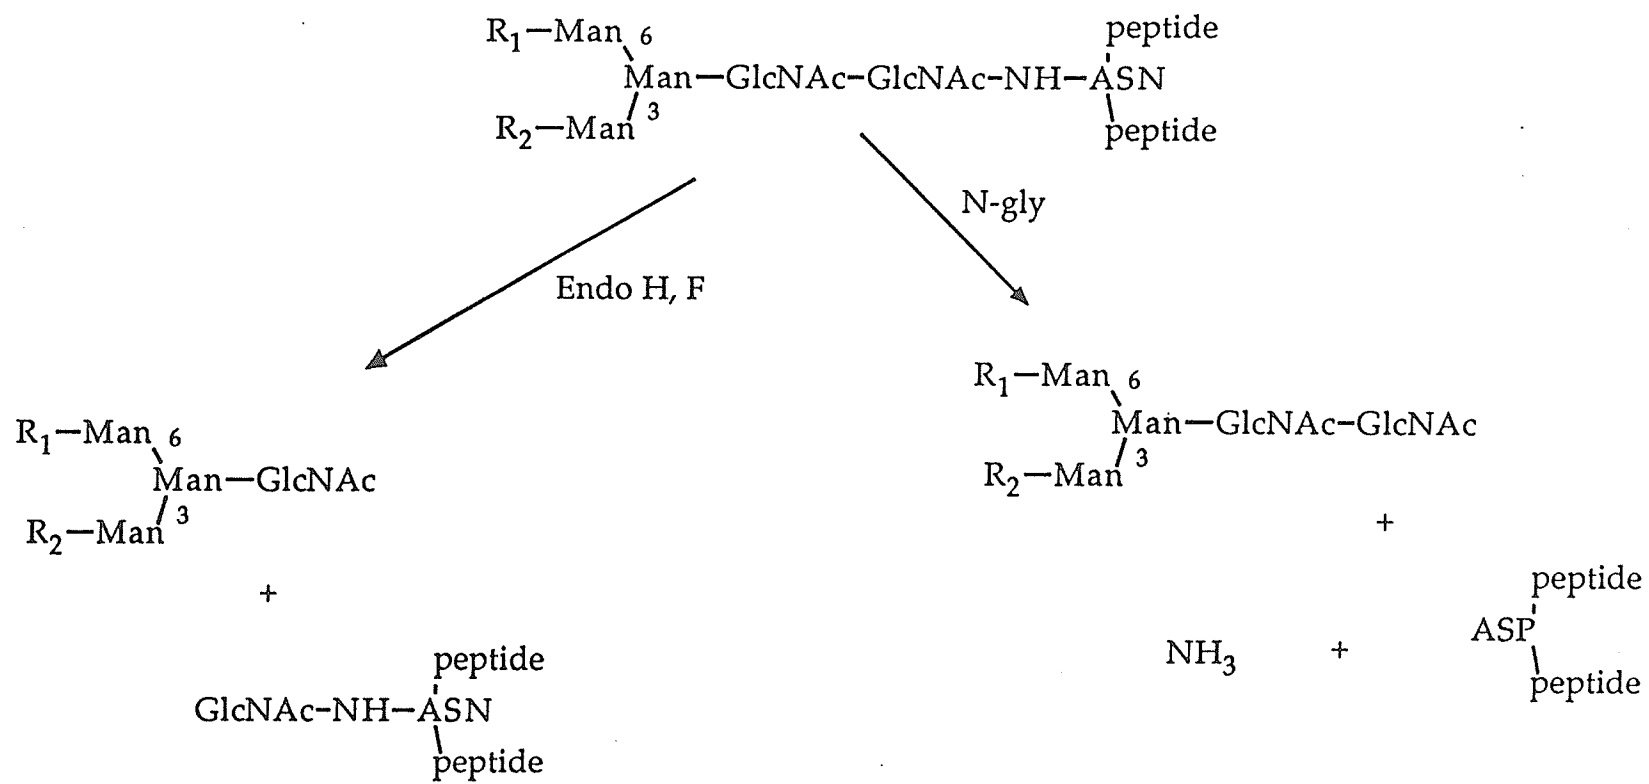 R1—Man 6 peptide
Man—GlcNAc-GlcNAc-NH-ASN
R2—Man 3 peptide
N-gly
Endo H, F
R1—Man 6
Man—GlcNAc-GlcNAc
R2—Man 3
+
NH3 + ASP
peptide
peptide
R1—Man 6
Man—GlcNAc
R2—Man 3
+
peptide
GlcNAc-NH-ASN
peptide